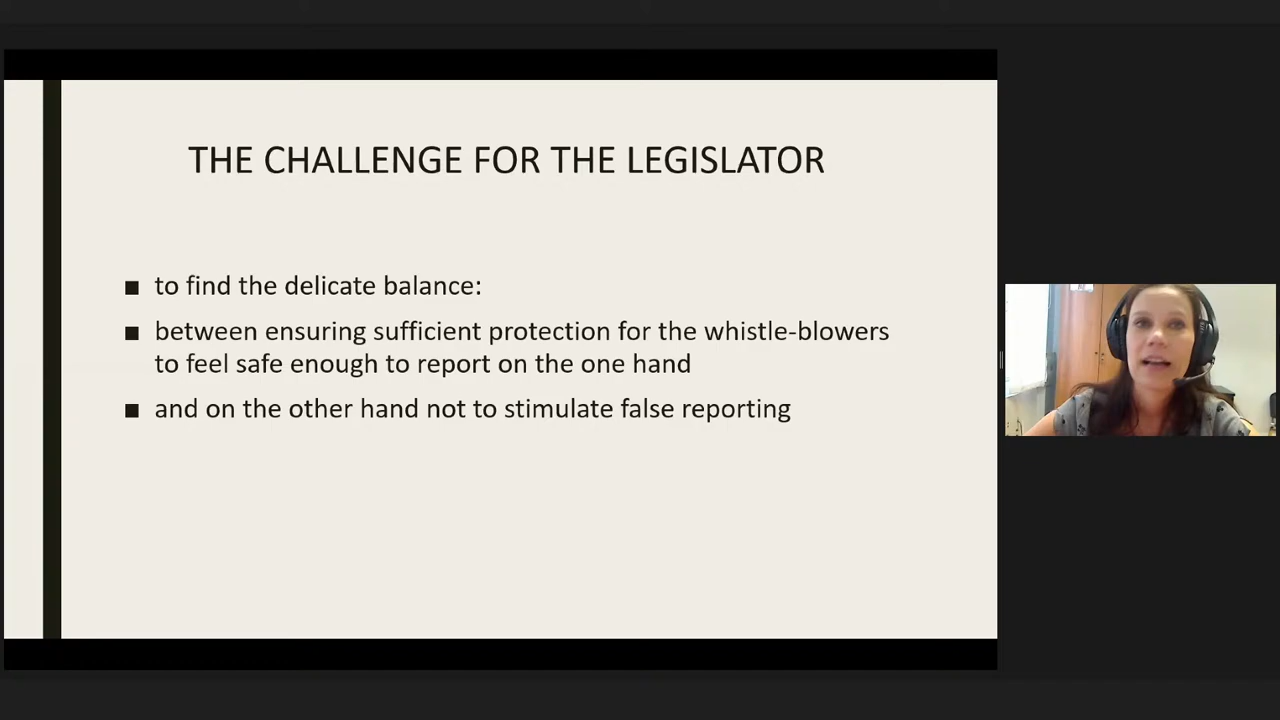 THE CHALLENGE FOR THE LEGISLATOR
■ to find the delicate balance:
■ between ensuring sufficient protection for the whistle-blowers
to feel safe enough to report on the one hand
■ and on the other hand not to stimulate false reporting